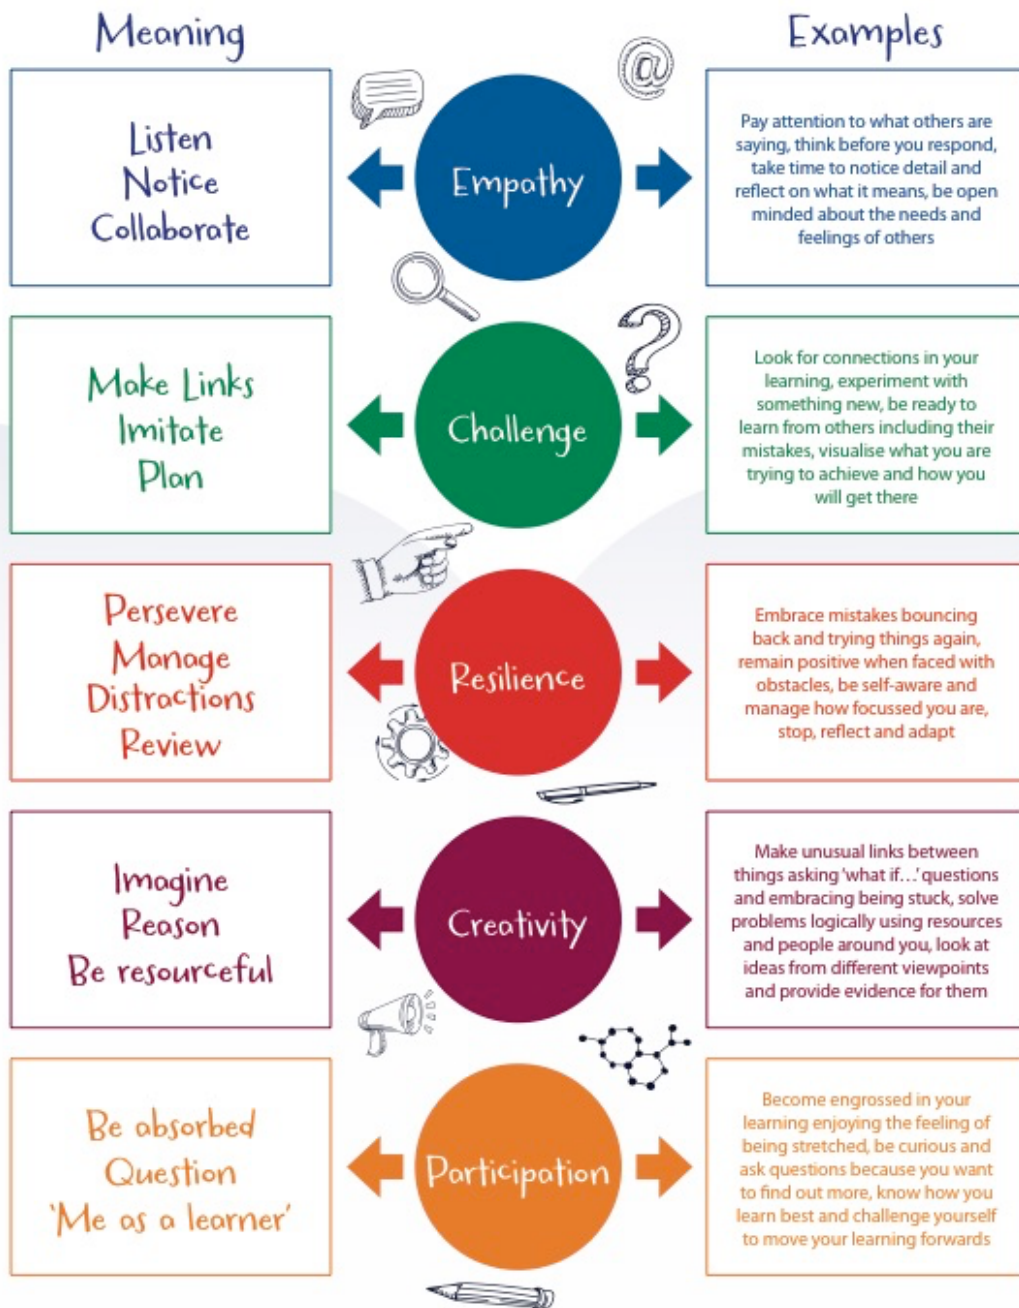 Meaning
Examples
Listen
Notice
Collaborate
@
Empathy
Pay attention to what others are
saying, think before you respond,
take time to notice detail and
reflect on what it means, be open
minded about the needs and
feelings of others
Make Links
Imitate
Plan
?
Challenge
Look for connections in your
learning, experiment with
something new, be ready to
learn from others including their
mistakes, visualise what you are
trying to achieve and how you
will get there
Persevere
Manage
Distractions
Review
Resilience
Embrace mistakes bouncing
back and trying things again,
remain positive when faced with
obstacles, be self-aware and
manage how focussed you are,
stop, reflect and adapt
Imagine
Reason
Be resourceful
Creativity
Make unusual links between
things asking 'what if...' questions
and embracing being stuck, solve
problems logically using resources
and people around you, look at
ideas from different viewpoints
and provide evidence for them
Be absorbed
Question
'Me as a learner'
Participation
Become engrossed in your
learning enjoying the feeling of
being stretched, be curious and
ask questions because you want
to find out more, know how you
learn best and challenge yourself
to move your learning forwards